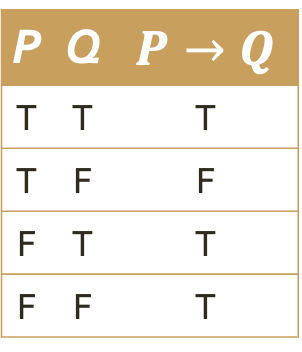 P Q P → Q
T T T
T F F
F T T
F F T